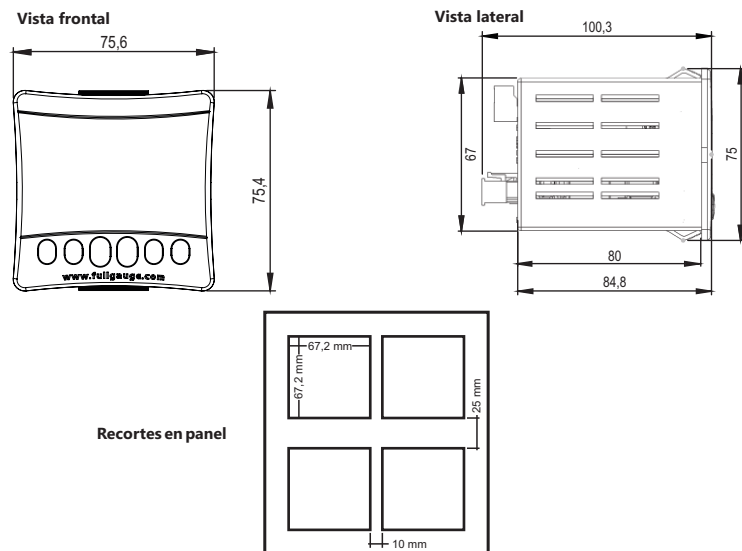 Vista frontal
75,6
75,4
www.fullgauge.com
Vista lateral
100,3
67
75
80
84,8
Recortes en panel
67,2 mm
67,2 mm
25 mm
10 mm